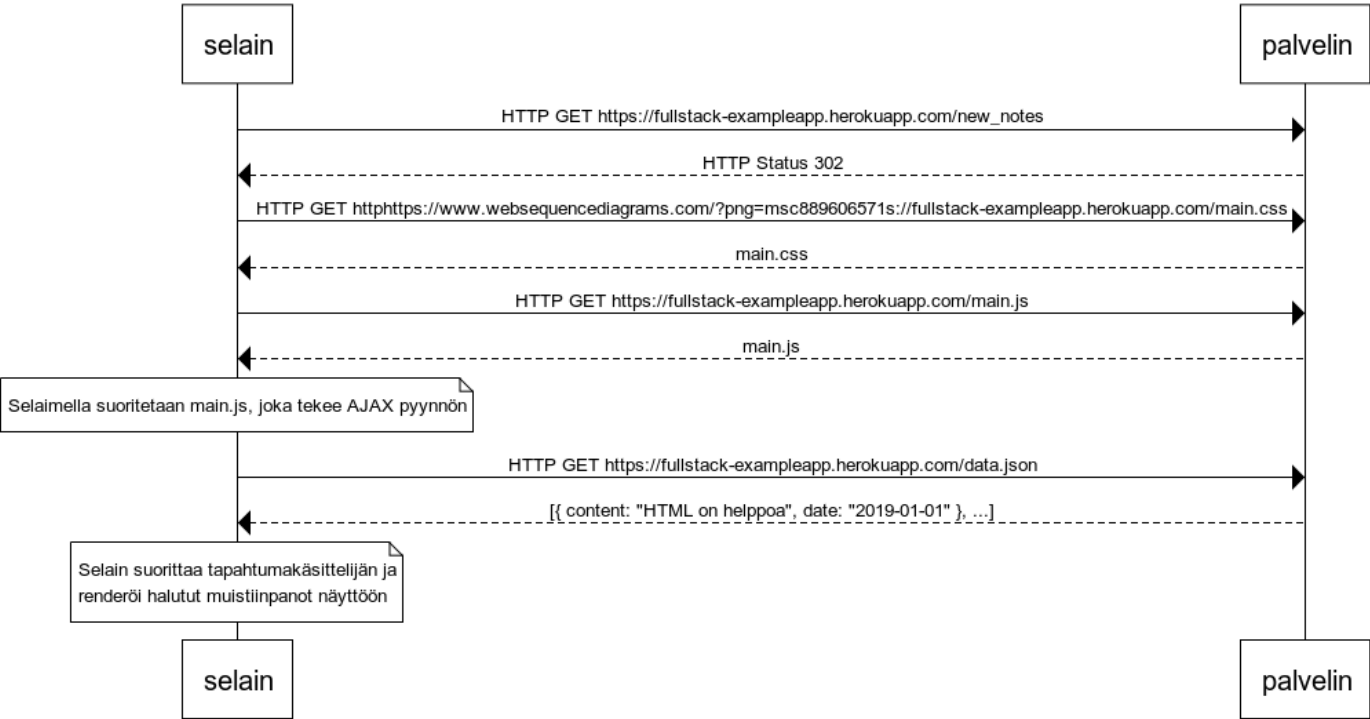 selain
palvelin
HTTP GET https://fullstack-exampleapp.herokuapp.com/new_notes
HTTP Status 302
HTTP GET httphttps://www.websequencediagrams.com/?png=msc889606571s://fullstack-exampleapp.herokuapp.com/main.css
main.css
HTTP GET https://fullstack-exampleapp.herokuapp.com/main.js
main.js
Selaimella suoritetaan main.js, joka tekee AJAX pyynnön
HTTP GET https://fullstack-exampleapp.herokuapp.com/data.json
[{ content: "HTML on helppoa", date: "2019-01-01" }, ...]
Selain suorittaa tapahtumakäsittelijän ja
renderöi halutut muistiinpanot näyttöön
selain
palvelin